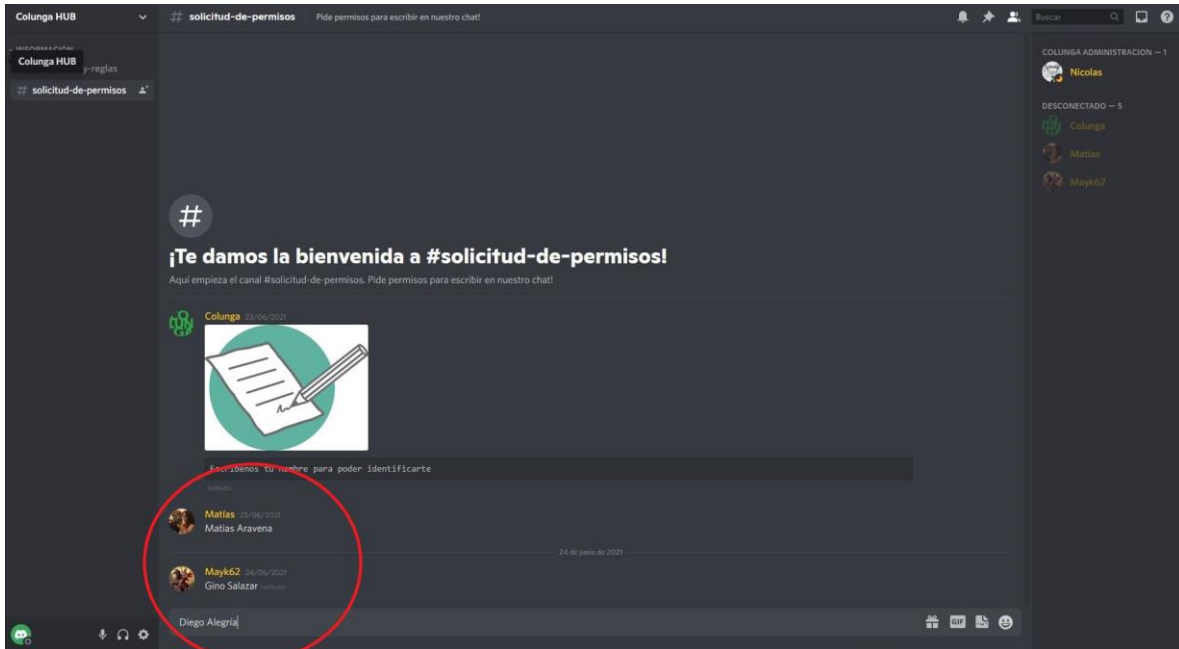 Colunga HUB
# solicitud-de-permisos
Pide permisos para escribir en nuestro chat!
Buscar
INFORMACIÓN
Colunga HUB
y-reglas
# solicitud-de-permisos
#
¡Te damos la bienvenida a #solicitud-de-permisos!
Aquí empieza el canal #solicitud-de-permisos. Pide permisos para escribir en nuestro chat!
Colunga 23/06/2021
Escribenos tu nombre para poder identificarte
(editado)
Matías 23/06/2021
Matias Aravena
24 de junio de 2021
Mayk62 24/06/2021
Gino Salazar (editado)
Diego Alegría
GIF
COLUNGA ADMINISTRACION — 1
Nicolas
DESCONECTADO — 5
Colunga
Matías
Mayk62